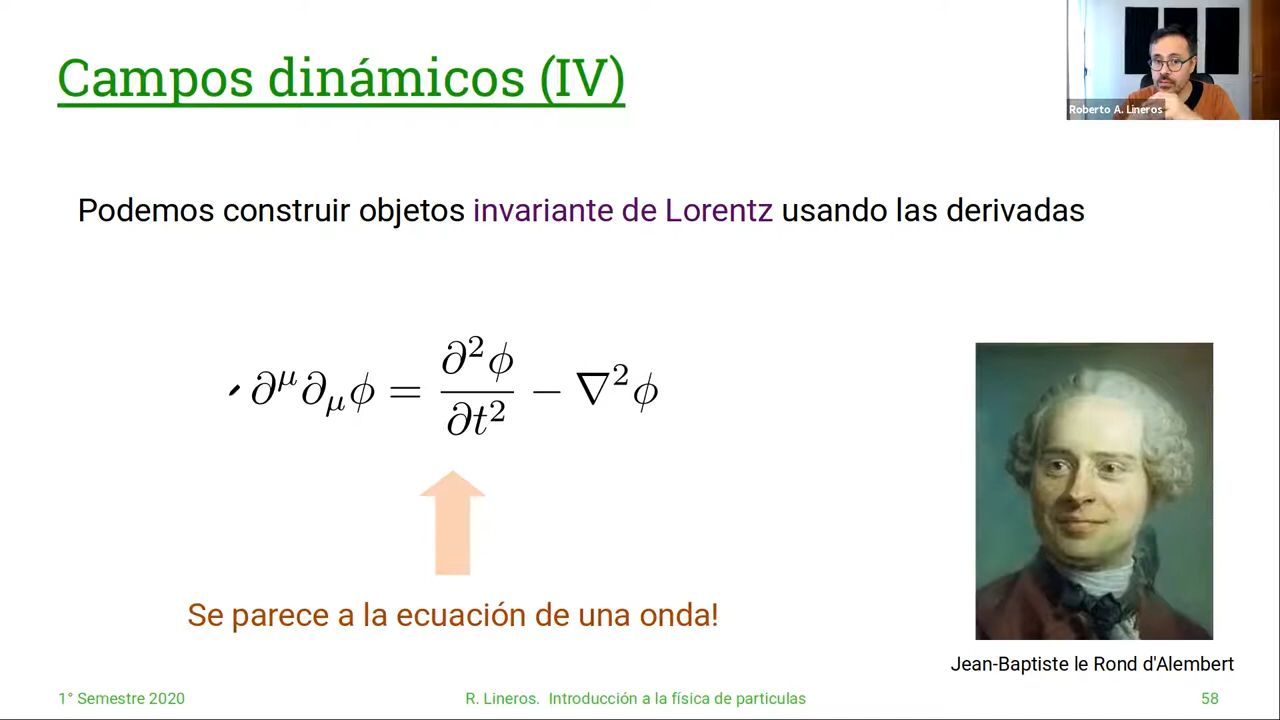 Campos dinámicos (IV)
Roberto A. Lineros
Podemos construir objetos invariante de Lorentz usando las derivadas
∂^μ ∂_μ ϕ = ∂²ϕ/∂t² − ∇²ϕ
Se parece a la ecuación de una onda!
Jean-Baptiste le Rond d'Alembert
1° Semestre 2020
R. Lineros. Introducción a la física de particulas
58